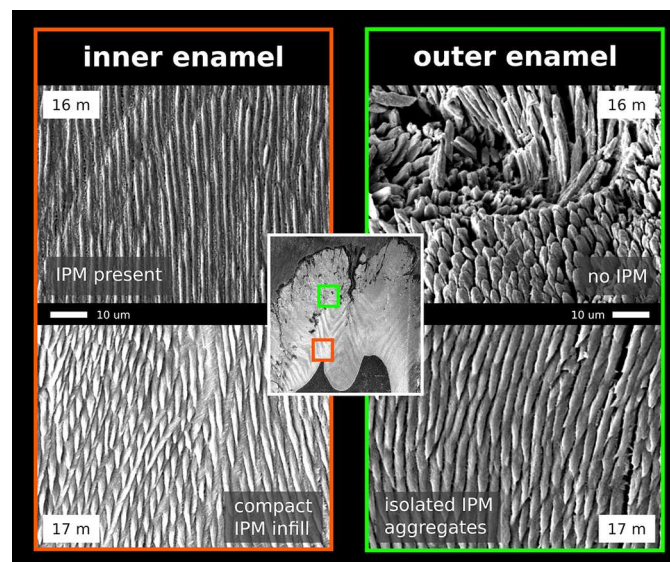 inner enamel
16 m
IPM present
10 um
compact
IPM infill
17 m
outer enamel
16 m
no IPM
10 um
isolated IPM
aggregates
17 m